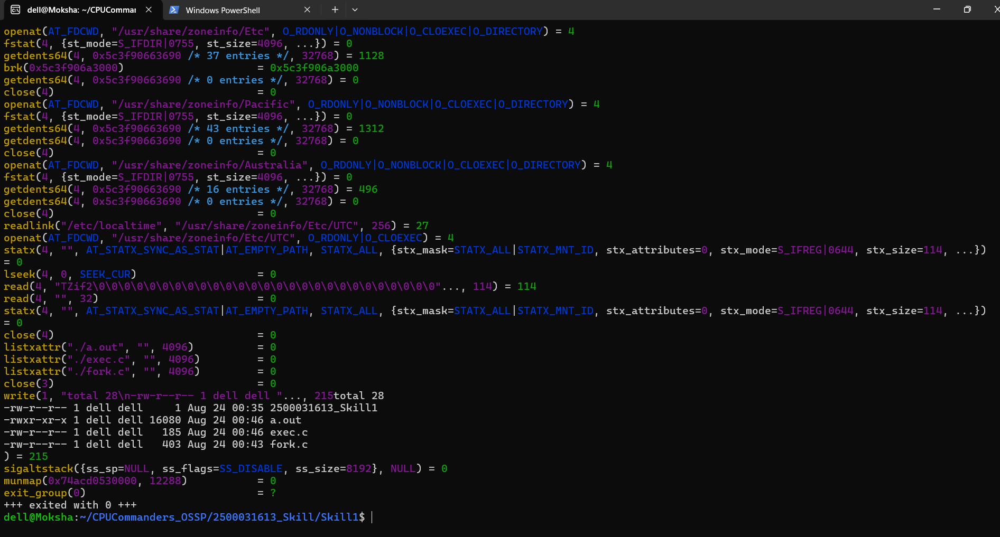 dell@Moksha: ~/CPUCommar
Windows PowerShell
openat(AT_FDCWD, "/usr/share/zoneinfo/Etc", O_RDONLY|O_NONBLOCK|O_CLOEXEC|O_DIRECTORY) = 4
fstat(4, {st_mode=S_IFDIR|0755, st_size=4096, ...}) = 0
getdents64(4, 0x5c3f90663690 /* 37 entries */, 32768) = 1128
brk(0x5c3f906a3000)                     = 0x5c3f906a3000
getdents64(4, 0x5c3f90663690 /* 0 entries */, 32768) = 0
close(4)                                = 0
openat(AT_FDCWD, "/usr/share/zoneinfo/Pacific", O_RDONLY|O_NONBLOCK|O_CLOEXEC|O_DIRECTORY) = 4
fstat(4, {st_mode=S_IFDIR|0755, st_size=4096, ...}) = 0
getdents64(4, 0x5c3f90663690 /* 43 entries */, 32768) = 1312
getdents64(4, 0x5c3f90663690 /* 0 entries */, 32768) = 0
close(4)                                = 0
openat(AT_FDCWD, "/usr/share/zoneinfo/Australia", O_RDONLY|O_NONBLOCK|O_CLOEXEC|O_DIRECTORY) = 4
fstat(4, {st_mode=S_IFDIR|0755, st_size=4096, ...}) = 0
getdents64(4, 0x5c3f90663690 /* 16 entries */, 32768) = 496
getdents64(4, 0x5c3f90663690 /* 0 entries */, 32768) = 0
close(4)                                = 0
readlink("/etc/localtime", "/usr/share/zoneinfo/Etc/UTC", 256) = 27
openat(AT_FDCWD, "/usr/share/zoneinfo/Etc/UTC", O_RDONLY|O_CLOEXEC) = 4
statx(4, "", AT_STATX_SYNC_AS_STAT|AT_EMPTY_PATH, STATX_ALL, {stx_mask=STATX_ALL|STATX_MNT_ID, stx_attributes=0, stx_mode=S_IFREG|0644, stx_size=114, ...})
= 0
lseek(4, 0, SEEK_CUR)                   = 0
read(4, "TZif2\0\0\0\0\0\0\0\0\0\0\0\0\0\0\0\0\0\0\0\0\0\0\0\0\0\0\0"..., 114) = 114
read(4, "", 32)                         = 0
statx(4, "", AT_STATX_SYNC_AS_STAT|AT_EMPTY_PATH, STATX_ALL, {stx_mask=STATX_ALL|STATX_MNT_ID, stx_attributes=0, stx_mode=S_IFREG|0644, stx_size=114, ...})
= 0
close(4)                                = 0
listxattr("./a.out", "", 4096)          = 0
listxattr("./exec.c", "", 4096)         = 0
listxattr("./fork.c", "", 4096)         = 0
close(3)                                = 0
write(1, "total 28\n-rw-r--r-- 1 dell dell "..., 215total 28
-rw-r--r-- 1 dell dell     1 Aug 24 00:35 2500031613_Skill1
-rwxr-xr-x 1 dell dell 16080 Aug 24 00:46 a.out
-rw-r--r-- 1 dell dell   185 Aug 24 00:46 exec.c
-rw-r--r-- 1 dell dell   403 Aug 24 00:43 fork.c
) = 215
sigaltstack({ss_sp=NULL, ss_flags=SS_DISABLE, ss_size=8192}, NULL) = 0
munmap(0x74acd0530000, 12288)           = 0
exit_group(0)                           = ?
+++ exited with 0 +++
dell@Moksha:~/CPUCommanders_OSSP/2500031613_Skill/Skill1$